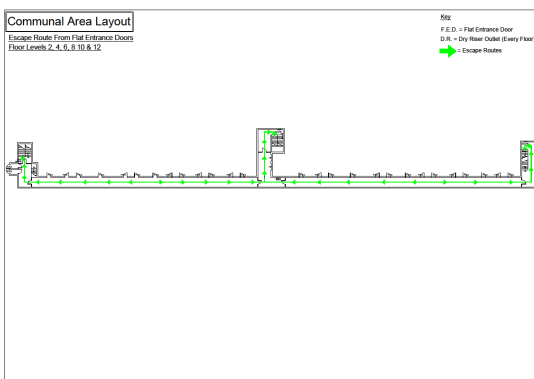 Communal Area Layout
Escape Route From Flat Entrance Doors
Floor Levels 2, 4, 6, 8 10 & 12
Key
F.E.D. = Flat Entrance Door
D.R. = Dry Riser Outlet (Every Floor
= Escape Routes